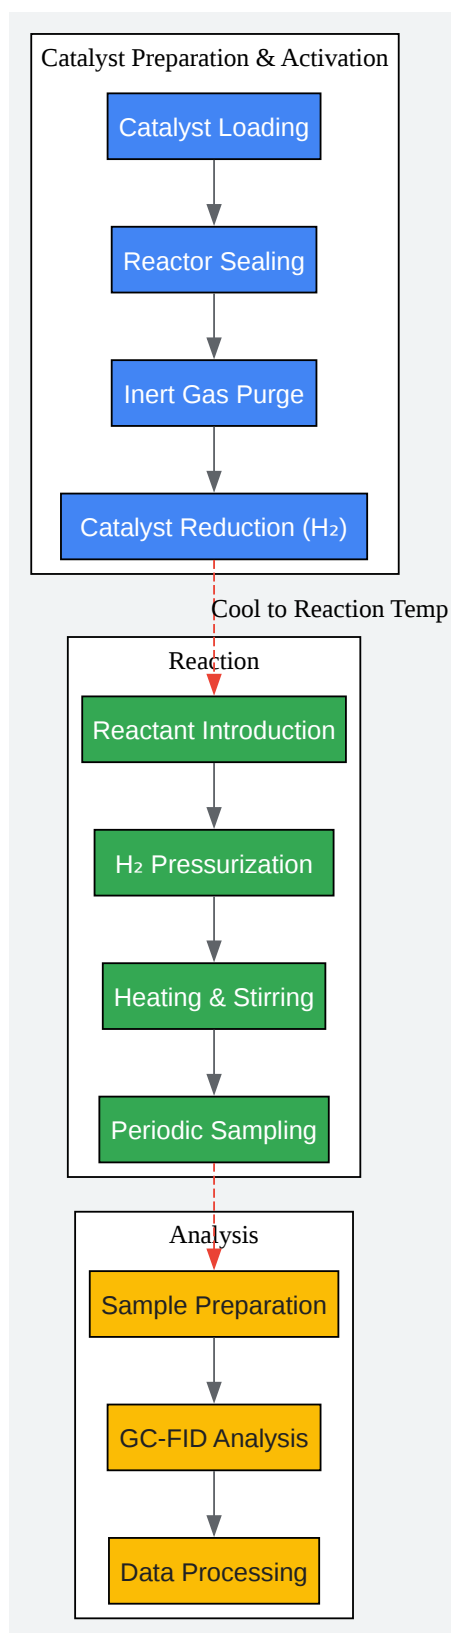 Catalyst Preparation & Activation
Catalyst Loading
Reactor Sealing
Inert Gas Purge
Catalyst Reduction (H₂)
Cool to Reaction Temp
Reaction
Reactant Introduction
H₂ Pressurization
Heating & Stirring
Periodic Sampling
Analysis
Sample Preparation
GC-FID Analysis
Data Processing